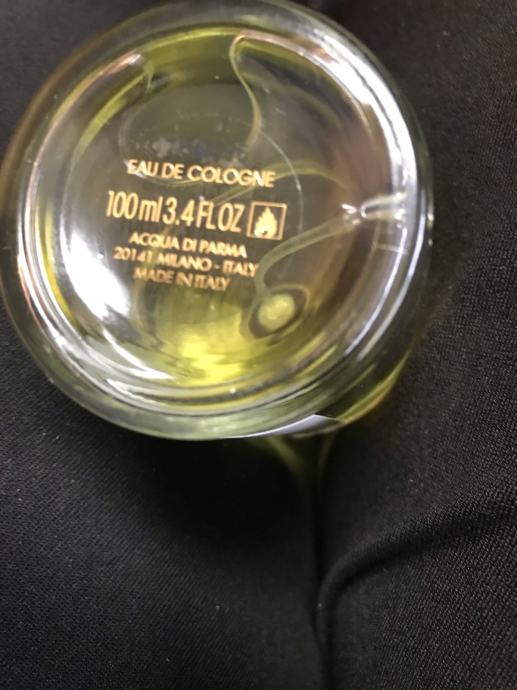 EAU DE COLOGNE
100ml 3.4 FL OZ
ACQUA DI PARMA
20141 MILANO - ITALY
MADE IN ITALY